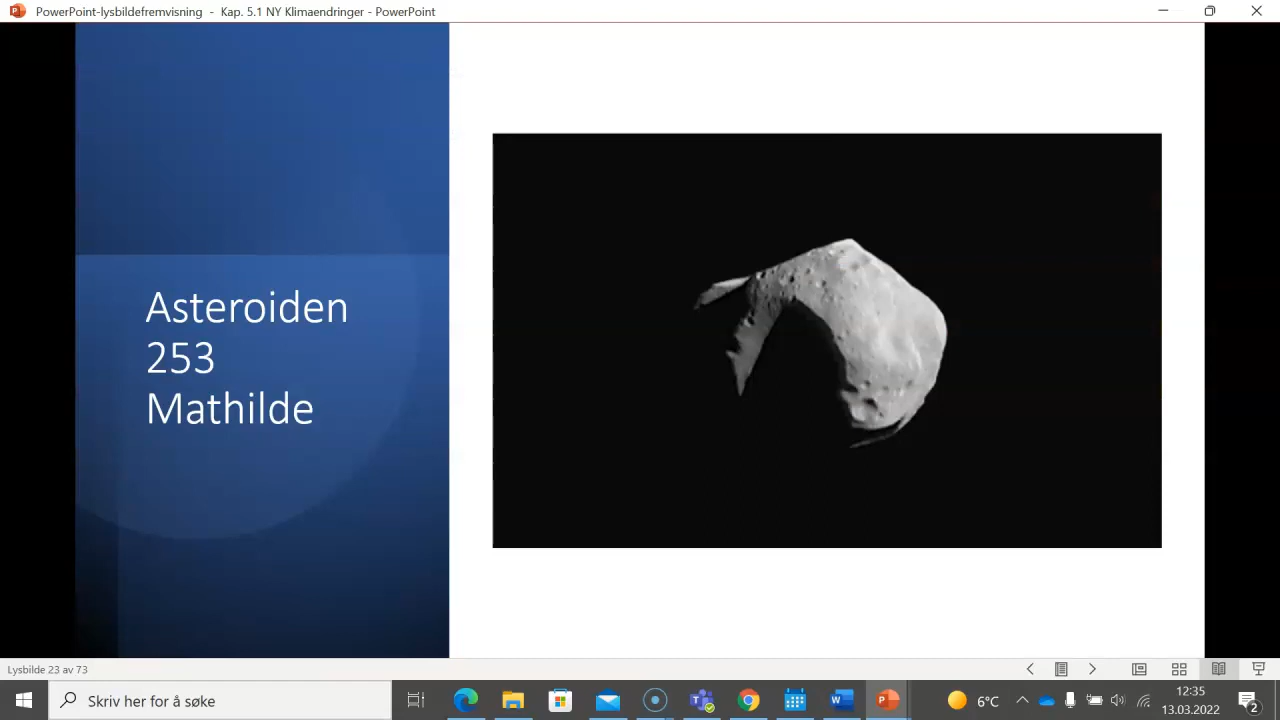 PowerPoint-lysbildefremvisning - Kap. 5.1 NY Klimaendringer - PowerPoint
Asteroiden
253
Mathilde
Lysbilde 23 av 73
Skriv her for å søke
6°C
12:35
13.03.2022
2